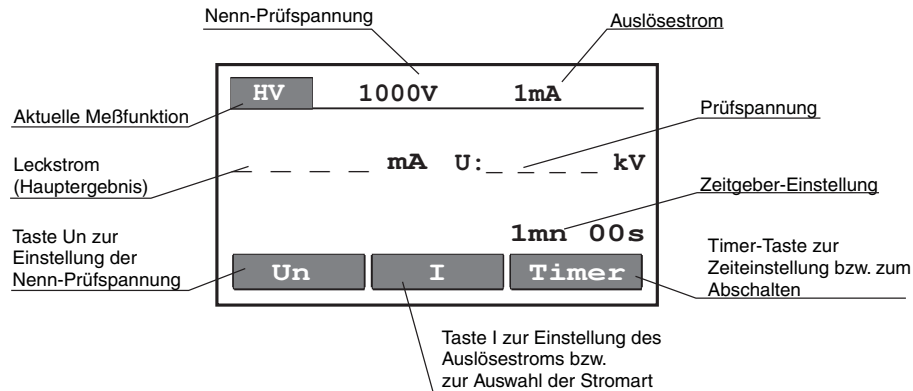 Nenn-Prüfspannung
Auslösestrom
HV 1000V 1mA
Aktuelle Meßfunktion
Prüfspannung
Leckstrom
(Hauptergebnis)
_ _ _ _ mA U:_ _ _ _ kV
Zeitgeber-Einstellung
1mn 00s
Taste Un zur
Einstellung der
Nenn-Prüfspannung
Un I Timer
Timer-Taste zur
Zeiteinstellung bzw. zum
Abschalten
Taste I zur Einstellung des
Auslösestroms bzw.
zur Auswahl der Stromart